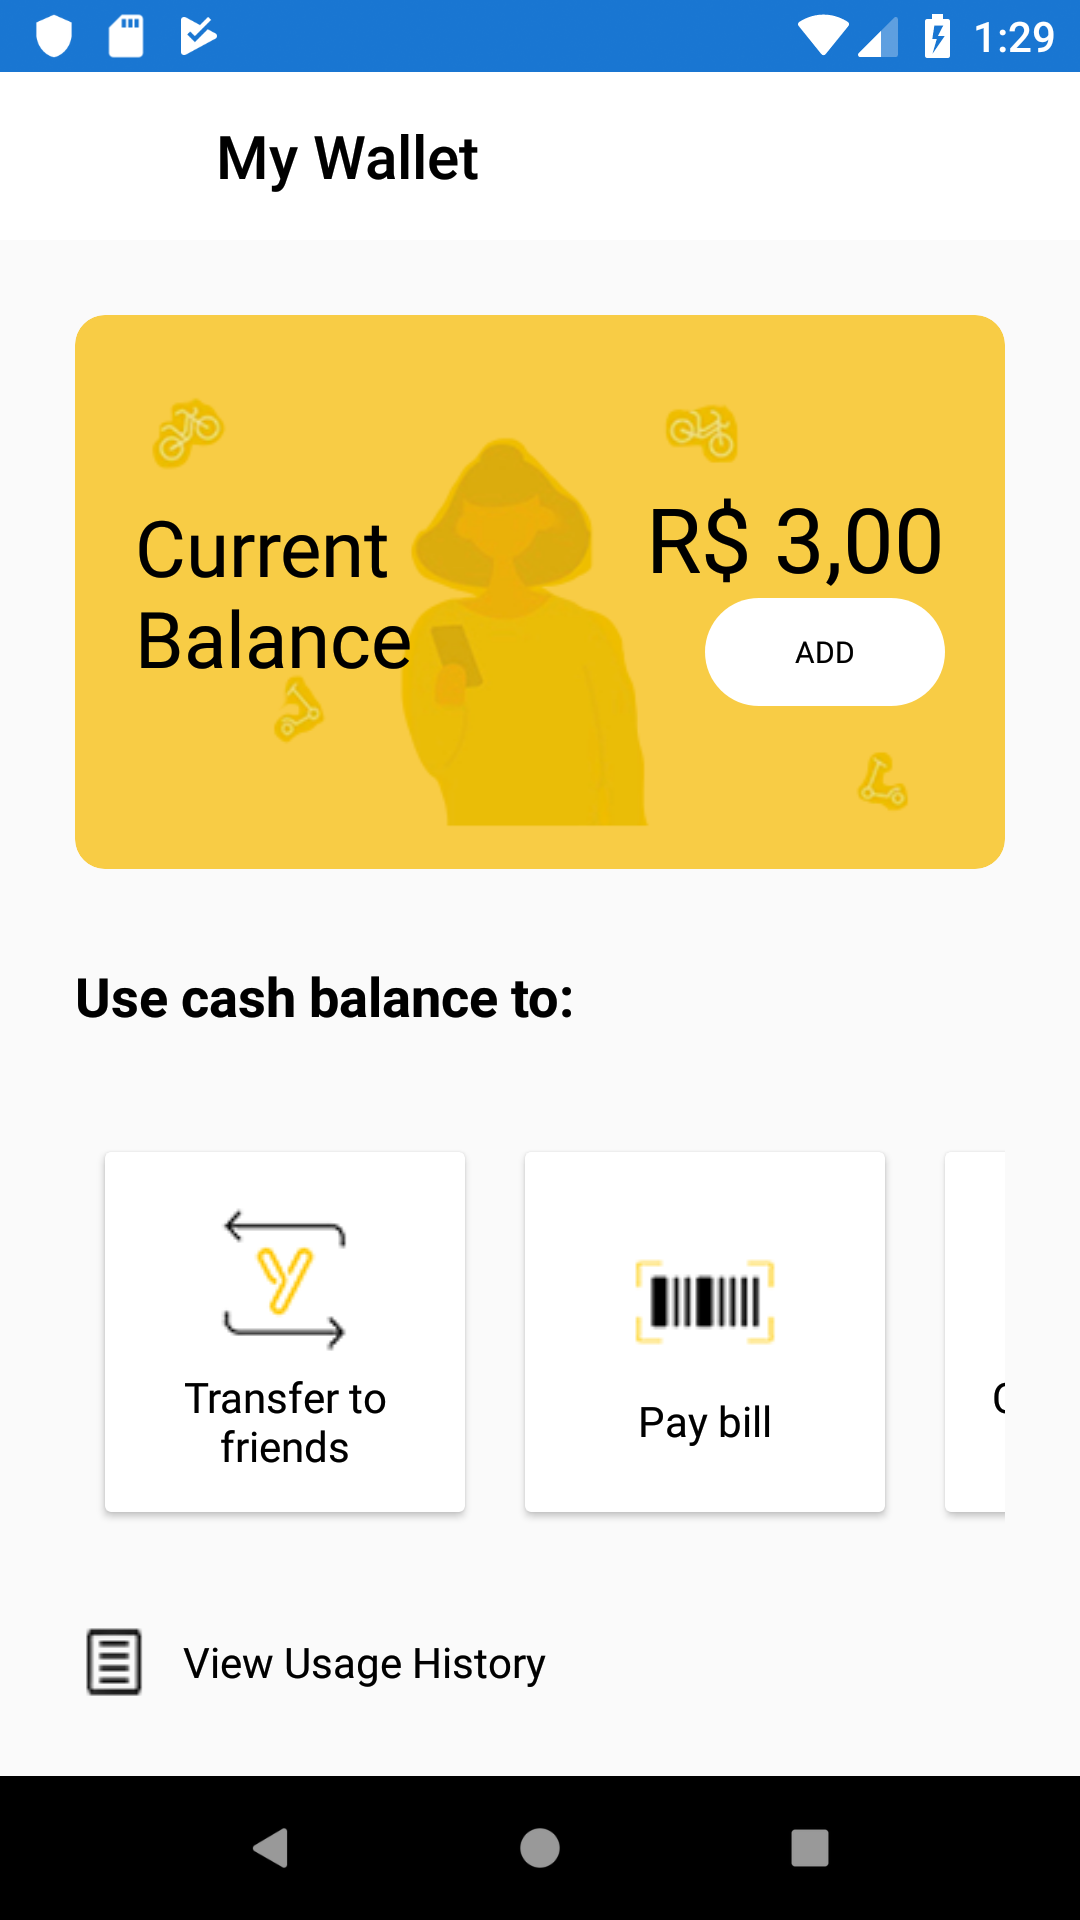 1:29
My Wallet
Current
Balance
R$ 3,00
ADD
Use cash balance to:
Transfer to
friends
Pay bill
View Usage History